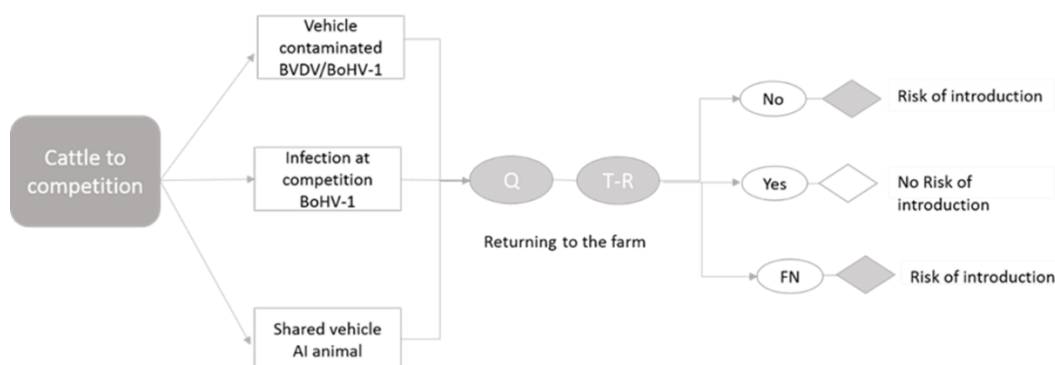 Cattle to
competition
Vehicle
contaminated
BVDV/BoHV-1
Infection at
competition
BoHV-1
Shared vehicle
AI animal
Q
T-R
Returning to the farm
No
Risk of introduction
Yes
No Risk of
introduction
FN
Risk of introduction